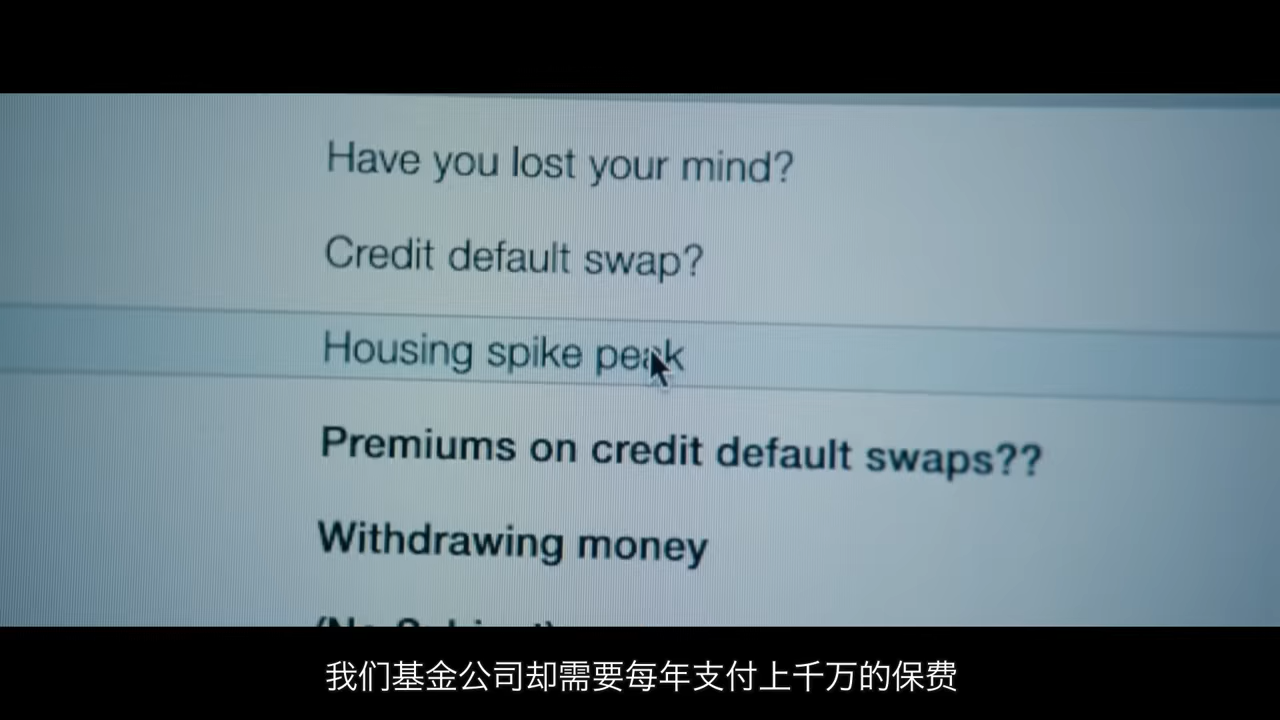 Have you lost your mind?
Credit default swap?
Housing spike peak
Premiums on credit default swaps??
Withdrawing money
我们基金公司却需要每年支付上千万的保费